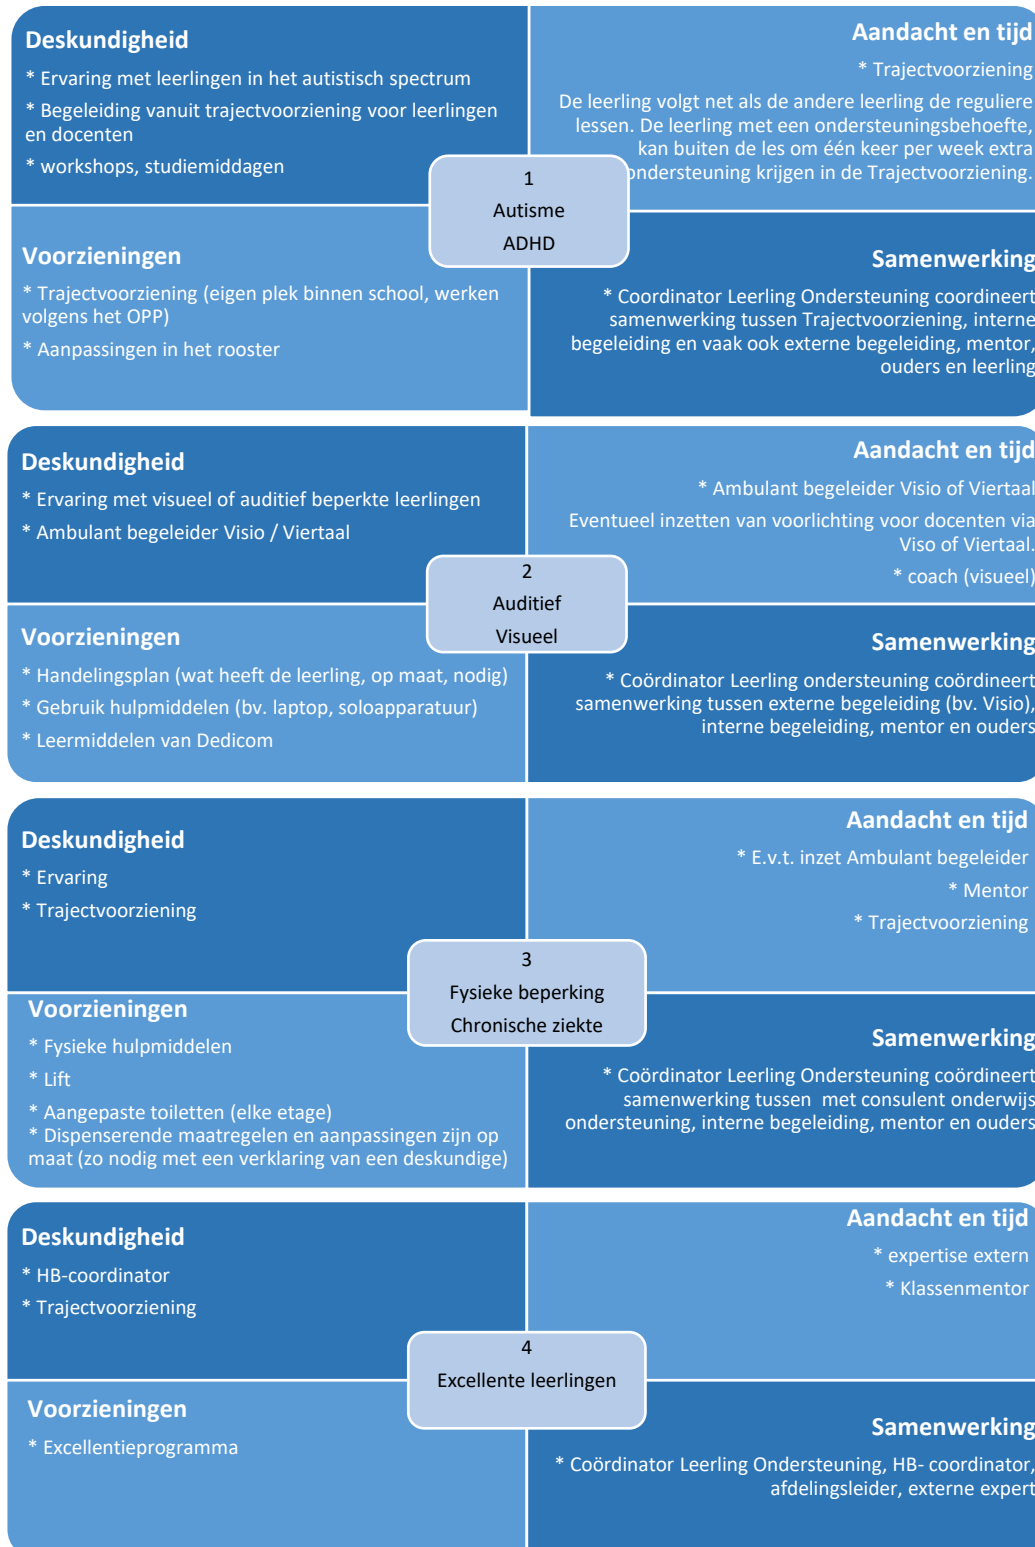 Deskundigheid
* Ervaring met leerlingen in het autistisch spectrum
* Begeleiding vanuit trajectvoorziening voor leerlingen
en docenten
* workshops, studiemiddagen
Aandacht en tijd
* Trajectvoorziening
De leerling volgt net als de andere leerling de reguliere
lessen. De leerling met een ondersteuningsbehoefte,
kan buiten de les om één keer per week extra
ondersteuning krijgen in de Trajectvoorziening.
1
Autisme
ADHD
Voorzieningen
* Trajectvoorziening (eigen plek binnen school, werken
volgens het OPP)
* Aanpassingen in het rooster
Samenwerking
* Coordinator Leerling Ondersteuning coordineert
samenwerking tussen Trajectvoorziening, interne
begeleiding en vaak ook externe begeleiding, mentor,
ouders en leerling
Deskundigheid
* Ervaring met visueel of auditief beperkte leerlingen
* Ambulant begeleider Visio / Viertaal
Aandacht en tijd
* Ambulant begeleider Visio of Viertaal
Eventueel inzetten van voorlichting voor docenten via
Viso of Viertaal.
* coach (visueel)
2
Auditief
Visueel
Voorzieningen
* Handelingsplan (wat heeft de leerling, op maat, nodig)
* Gebruik hulpmiddelen (bv. laptop, soloapparatuur)
* Leermiddelen van Dedicom
Samenwerking
* Coördinator Leerling ondersteuning coördineert
samenwerking tussen externe begeleiding (bv. Visio),
interne begeleiding, mentor en ouders
Deskundigheid
* Ervaring
* Trajectvoorziening
Aandacht en tijd
* E.v.t. inzet Ambulant begeleider
* Mentor
* Trajectvoorziening
3
Fysieke beperking
Chronische ziekte
Voorzieningen
* Fysieke hulpmiddelen
* Lift
* Aangepaste toiletten (elke etage)
* Dispenserende maatregelen en aanpassingen zijn op
maat (zo nodig met een verklaring van een deskundige)
Samenwerking
* Coördinator Leerling Ondersteuning coördineert
samenwerking tussen  met consulent onderwijs
ondersteuning, interne begeleiding, mentor en ouders
Deskundigheid
* HB-coordinator
* Trajectvoorziening
Aandacht en tijd
* expertise extern
* Klassenmentor
4
Excellente leerlingen
Voorzieningen
* Excellentieprogramma
Samenwerking
* Coördinator Leerling Ondersteuning, HB- coordinator,
afdelingsleider, externe expert